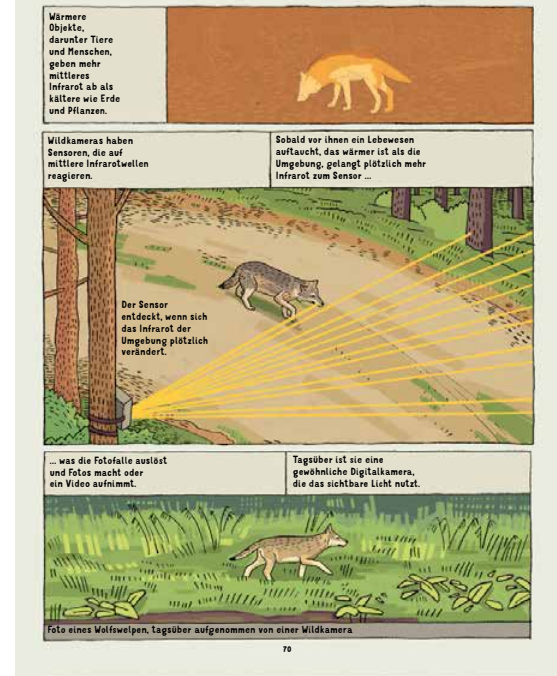 Wärmere
Objekte,
darunter Tiere
und Menschen,
geben mehr
mittleres
Infrarot ab als
kältere wie Erde
und Pflanzen.
Wildkameras haben
Sensoren, die auf
mittlere Infrarotwellen
reagieren.
Sobald vor ihnen ein Lebewesen
auftaucht, das wärmer ist als die
Umgebung, gelangt plötzlich mehr
Infrarot zum Sensor ...
Der Sensor
entdeckt, wenn sich
das Infrarot der
Umgebung plötzlich
verändert.
... was die Fotofalle auslöst
und Fotos macht oder
ein Video aufnimmt.
Tagsüber ist sie eine
gewöhnliche Digitalkamera,
die das sichtbare Licht nutzt.
Foto eines Wolfswelpen, tagsüber aufgenommen von einer Wildkamera
70